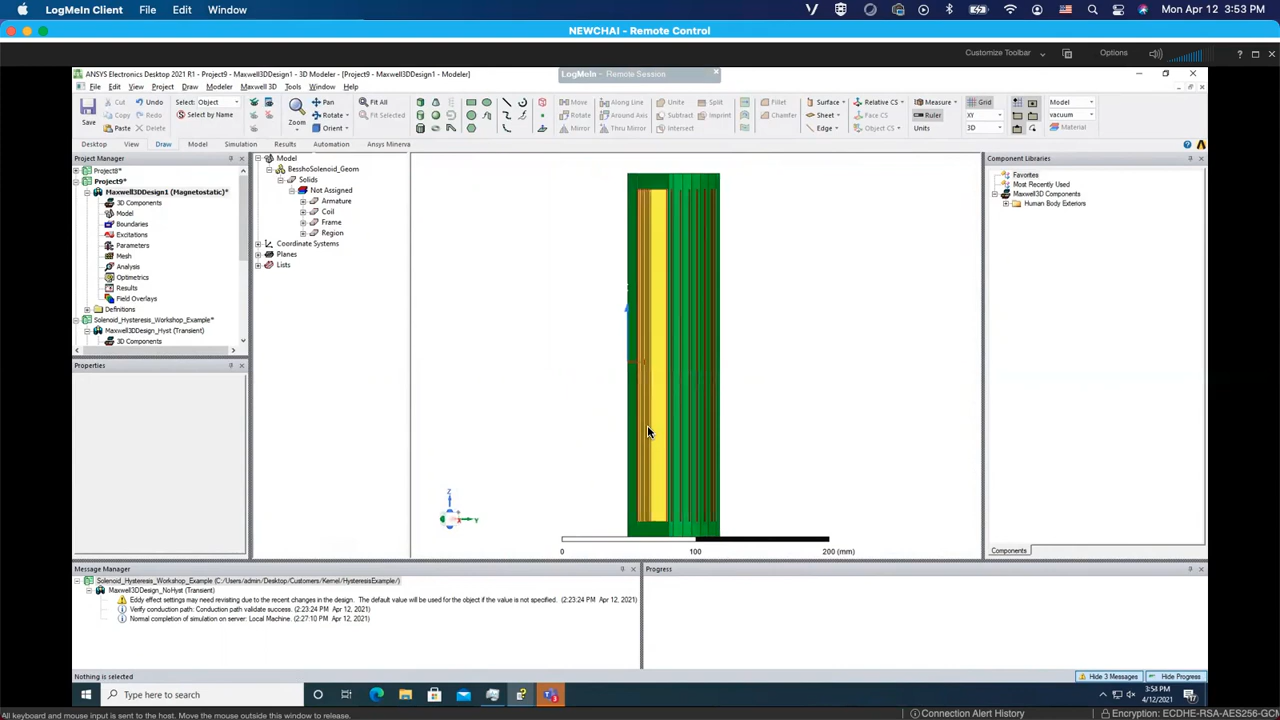 LogMeIn Client File Edit Window Mon Apr 12 3:53 PM
NEWCHAI - Remote Control
Customize Toolbar Options
ANSYS Electronics Desktop 2021 R1 - Project9 - Maxwell3DDesign1 - 3D Modeler - [Project9 - Maxwell3DDesign1 - Modeler]
LogMeIn - Remote Session
File Edit View Project Draw Modeler Maxwell 3D Tools Window Help
Save
Cut
Copy
Paste
Undo
Redo
Delete
Select: Object
Select by Name
Zoom
Pan
Rotate
Orient
Fit All
Fit Selected
Move
Rotate
Mirror
Along Line
Around Axis
Thru Mirror
Unite
Subtract
Intersect
Split
Imprint
Fillet
Chamfer
Surface
Sheet
Edge
Relative CS
Face CS
Object CS
Measure
Ruler
Units
Grid
XY
3D
Model
vacuum
Material
Desktop View Draw Model Simulation Results Automation Ansys Minerva
Project Manager
Project8*
Project9*
Maxwell3DDesign1 (Magnetostatic)*
3D Components
Model
Boundaries
Excitations
Parameters
Mesh
Analysis
Optimetrics
Results
Field Overlays
Definitions
Solenoid_Hysteresis_Workshop_Example*
Maxwell3DDesign_Hyst (Transient)
3D Components
Properties
Model
BesshoSolenoid_Geom
Solids
Not Assigned
Armature
Coil
Frame
Region
Coordinate Systems
Planes
Lists
Z
X
Y
0 100 200 (mm)
Component Libraries
Favorites
Most Recently Used
Maxwell3D Components
Human Body Exteriors
Components
Message Manager
Solenoid_Hysteresis_Workshop_Example (C:/Users/admin/Desktop/Customers/Kernel/HysteresisExample/)
Maxwell3DDesign_NoHyst (Transient)
Eddy effect settings may need revisiting due to the recent changes in the design. The default value will be used for the object if the value is not specified. (2:23:24 PM Apr 12, 2021)
Verify conduction path: Conduction path validate success. (2:23:24 PM Apr 12, 2021)
Normal completion of simulation on server: Local Machine. (2:27:10 PM Apr 12, 2021)
Progress
Nothing is selected
Hide 3 Messages
Hide Progress
Type here to search
3:54 PM
4/12/2021
All keyboard and mouse input is sent to the host. Move the mouse outside this window to release.
Connection Alert History
Encryption: ECDHE-RSA-AES256-GCM